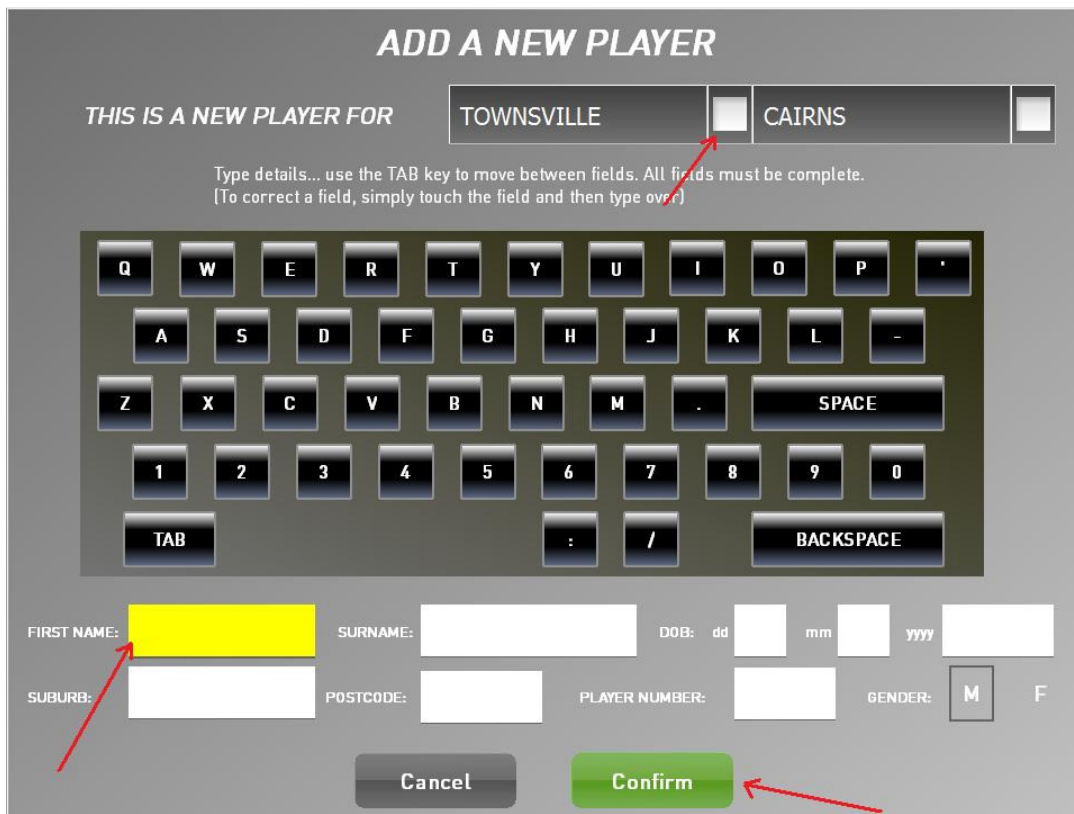 ADD A NEW PLAYER
THIS IS A NEW PLAYER FOR TOWNSVILLE CAIRNS
Type details... use the TAB key to move between fields. All fields must be complete.
(To correct a field, simply touch the field and then type over)
Q W E R T Y U I O P '
A S D F G H J K L -
Z X C V B N M . SPACE
1 2 3 4 5 6 7 8 9 0
TAB : / BACKSPACE
FIRST NAME: SURNAME: DOB: dd mm yyyy
SUBURB: POSTCODE: PLAYER NUMBER: GENDER: M F
Cancel Confirm